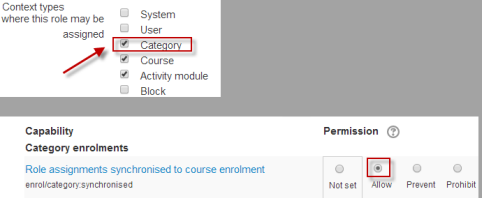 Context types
where this role may be
assigned
System
User
Category
Course
Activity module
Block
Capability
Permission
Category enrolments
Role assignments synchronised to course enrolment
enrol/category:synchronised
Not set
Allow
Prevent
Prohibit